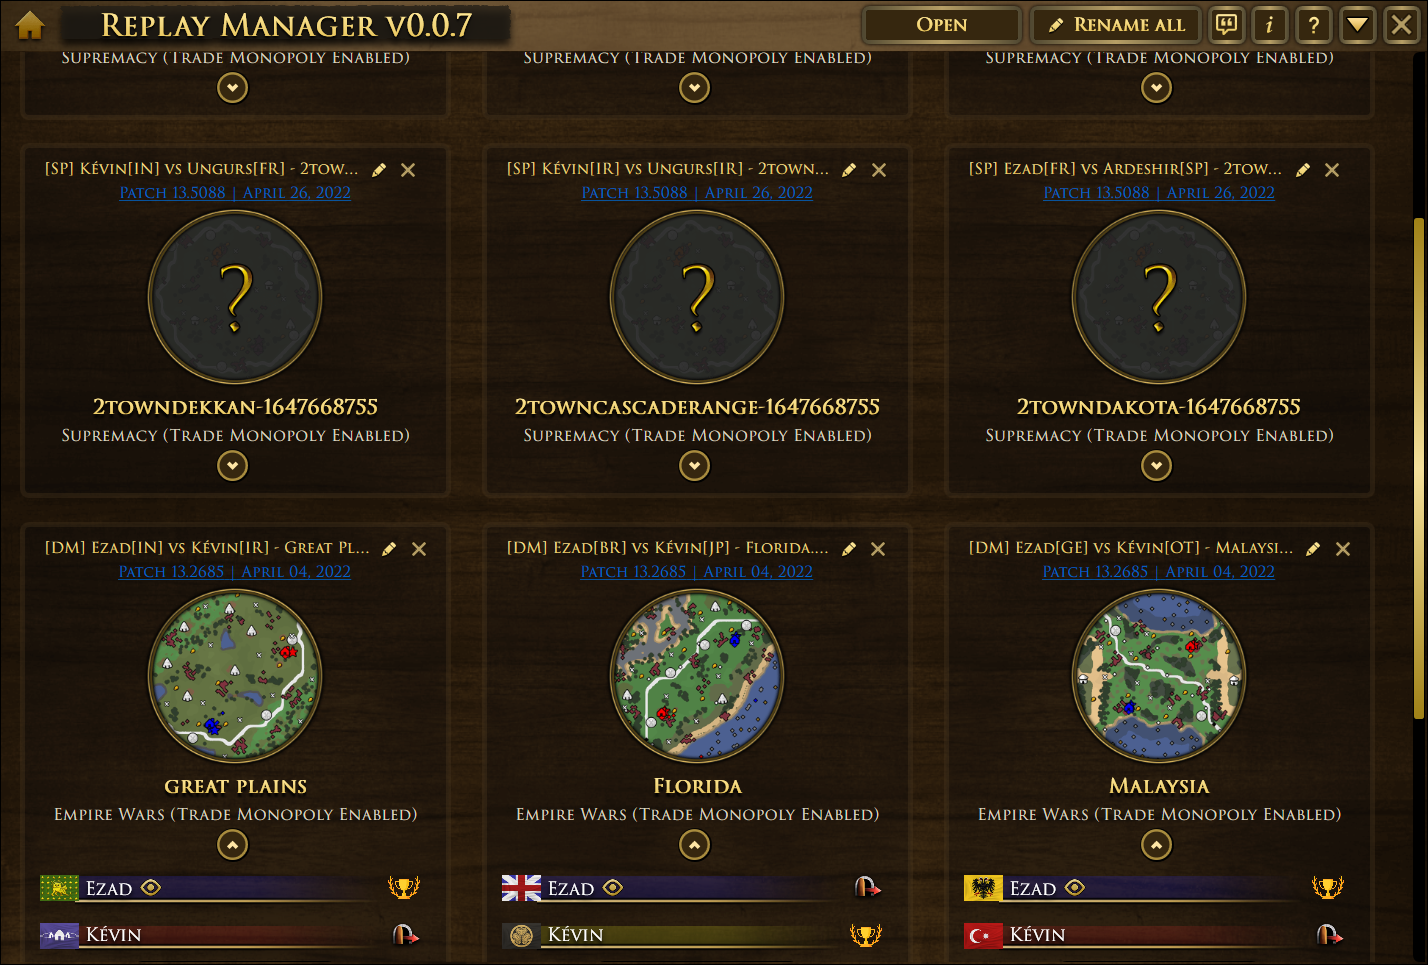 Replay Manager v0.0.7
Open
Rename All
i
?
Supremacy (Trade Monopoly Enabled)
Supremacy (Trade Monopoly Enabled)
Supremacy (Trade Monopoly Enabled)
[SP] Kévin[IN] vs Ungurs[FR] - 2tow...
Patch 13.5088 | April 26, 2022
?
2towndekkan-1647668755
Supremacy (Trade Monopoly Enabled)
[SP] Kévin[IR] vs Ungurs[IR] - 2town...
Patch 13.5088 | April 26, 2022
?
2towncascaderange-1647668755
Supremacy (Trade Monopoly Enabled)
[SP] Ezad[FR] vs Ardeshir[SP] - 2tow...
Patch 13.5088 | April 26, 2022
?
2towndakota-1647668755
Supremacy (Trade Monopoly Enabled)
[DM] Ezad[IN] vs Kévin[IR] - Great Pl...
Patch 13.2685 | April 04, 2022
great plains
Empire Wars (Trade Monopoly Enabled)
Ezad
Kévin
[DM] Ezad[BR] vs Kévin[JP] - Florida....
Patch 13.2685 | April 04, 2022
Florida
Empire Wars (Trade Monopoly Enabled)
Ezad
Kévin
[DM] Ezad[GE] vs Kévin[OT] - Malaysi...
Patch 13.2685 | April 04, 2022
Malaysia
Empire Wars (Trade Monopoly Enabled)
Ezad
Kévin